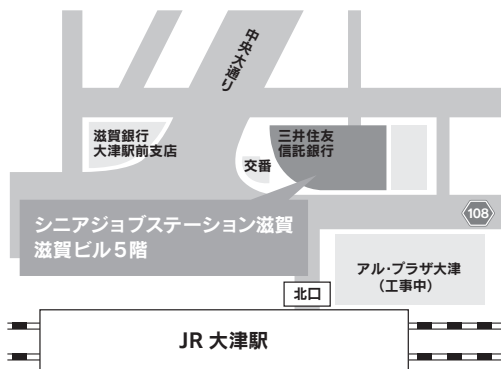 中央大通り
滋賀銀行
大津駅前支店
三井住友
信託銀行
交番
シニアジョブステーション滋賀
滋賀ビル5階
108
アル・プラザ大津
(工事中)
北口
JR 大津駅